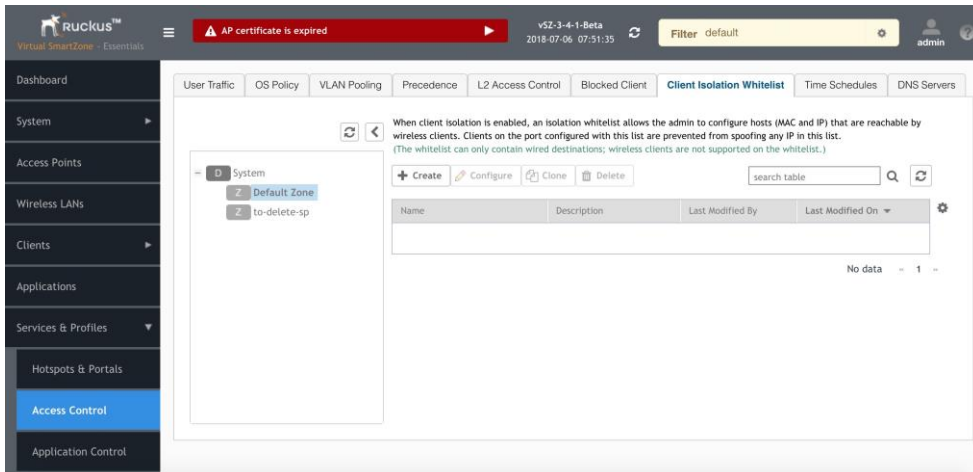 RUCKUS™
Virtual SmartZone - Essentials
AP certificate is expired
vSZ-3-4-1-Beta
2018-07-06 07:51:35
Filter default
admin
Dashboard
System
Access Points
Wireless LANs
Clients
Applications
Services & Profiles
Hotspots & Portals
Access Control
Application Control
User Traffic
OS Policy
VLAN Pooling
Precedence
L2 Access Control
Blocked Client
Client Isolation Whitelist
Time Schedules
DNS Servers
When client isolation is enabled, an isolation whitelist allows the admin to configure hosts (MAC and IP) that are reachable by
wireless clients. Clients on the port configured with this list are prevented from spoofing any IP in this list.
(The whitelist can only contain wired destinations; wireless clients are not supported on the whitelist.)
D System
Z Default Zone
Z to-delete-sp
+ Create
Configure
Clone
Delete
search table
Name
Description
Last Modified By
Last Modified On
No data
1